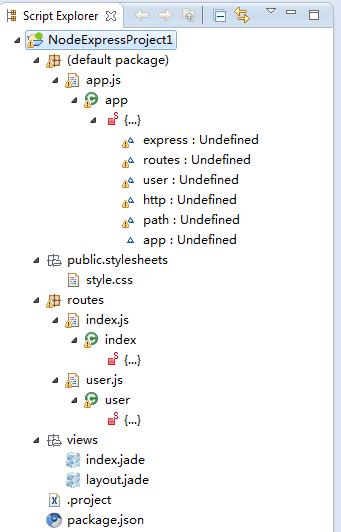 Script Explorer
NodeExpressProject1
(default package)
app.js
app
{...}
express : Undefined
routes : Undefined
user : Undefined
http : Undefined
path : Undefined
app : Undefined
public.stylesheets
style.css
routes
index.js
index
{...}
user.js
user
{...}
views
index.jade
layout.jade
.project
package.json